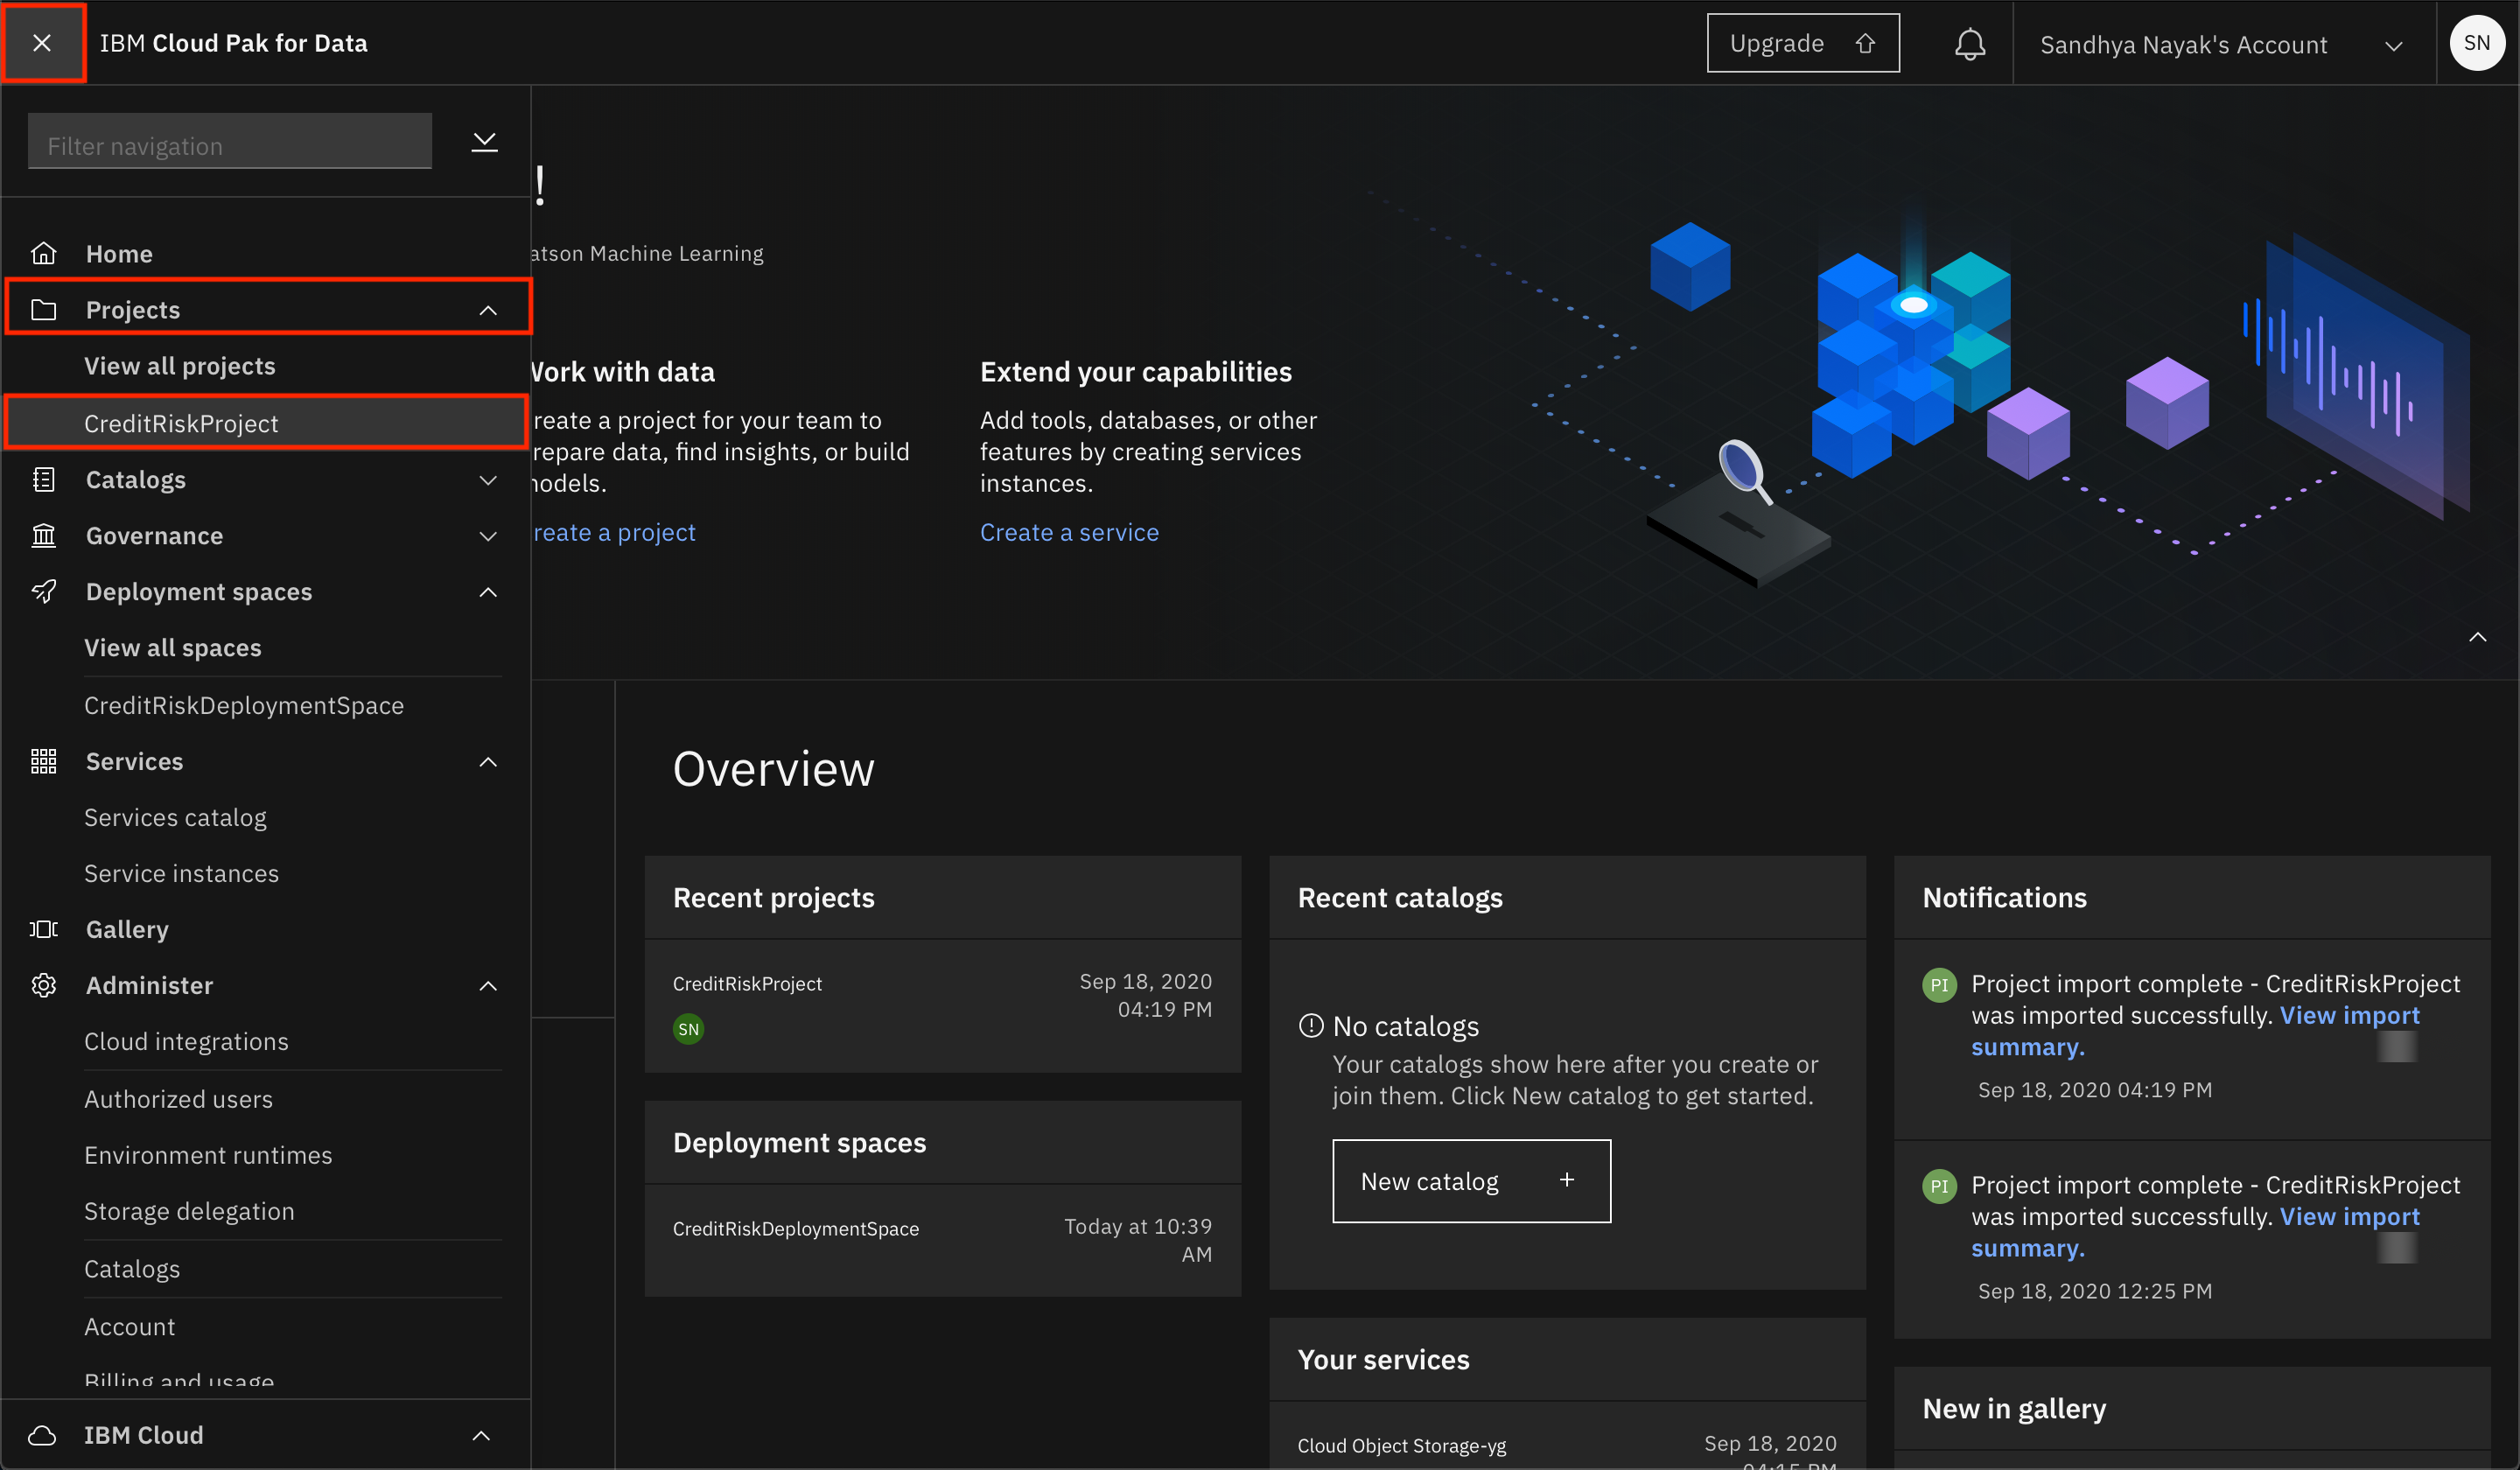 IBM Cloud Pak for Data
Upgrade
Sandhya Nayak's Account
SN
Filter navigation
Home
Projects
View all projects
CreditRiskProject
Catalogs
Governance
Deployment spaces
View all spaces
CreditRiskDeploymentSpace
Services
Services catalog
Service instances
Gallery
Administer
Cloud integrations
Authorized users
Environment runtimes
Storage delegation
Catalogs
Account
Billing and usage
IBM Cloud
!
atson Machine Learning
Work with data
reate a project for your team to
repare data, find insights, or build
nodels.
reate a project
Extend your capabilities
Add tools, databases, or other
features by creating services
instances.
Create a service
Overview
Recent projects
CreditRiskProject
Sep 18, 2020
04:19 PM
SN
Deployment spaces
CreditRiskDeploymentSpace
Today at 10:39
AM
Recent catalogs
No catalogs
Your catalogs show here after you create or
join them. Click New catalog to get started.
New catalog +
Your services
Cloud Object Storage-yg
Sep 18, 2020
04:15 PM
Notifications
PI
Project import complete - CreditRiskProject
was imported successfully. View import
summary.
Sep 18, 2020 04:19 PM
PI
Project import complete - CreditRiskProject
was imported successfully. View import
summary.
Sep 18, 2020 12:25 PM
New in gallery